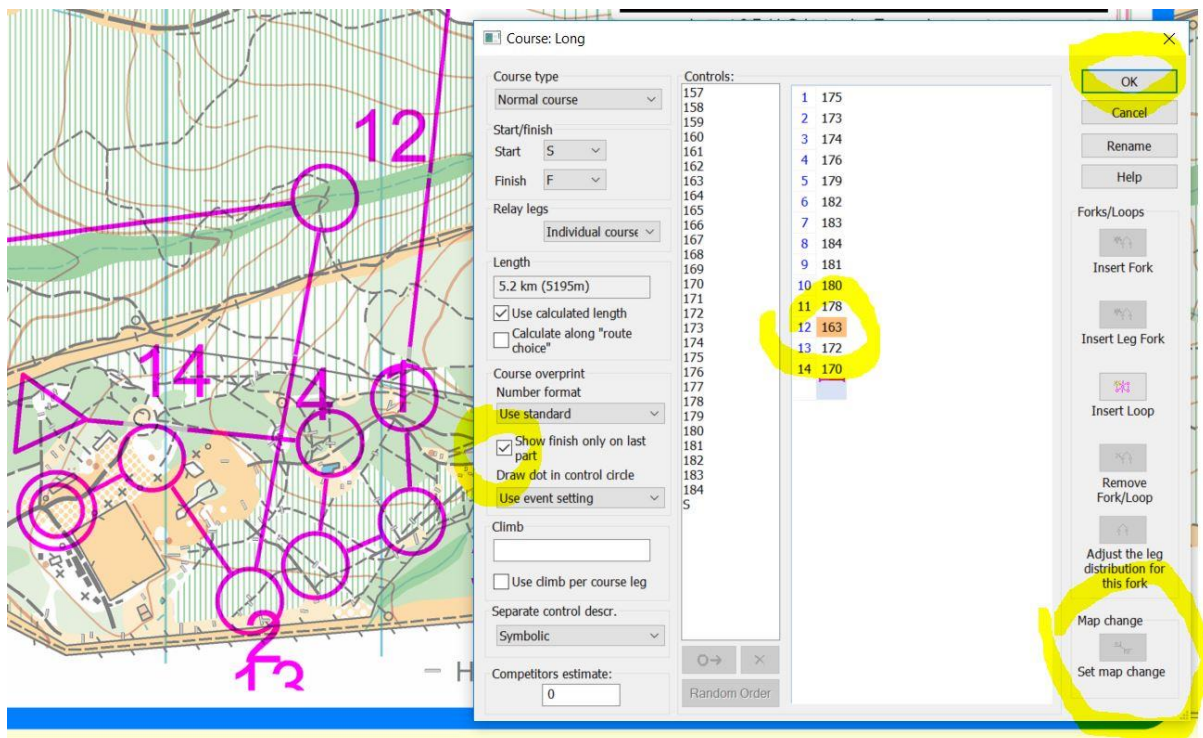 Course: Long
Course type
Normal course
Start/finish
Start S
Finish F
Relay legs
Individual course
Length
5.2 km (5195m)
Use calculated length
Calculate along "route
choice"
Course overprint
Number format
Use standard
Show finish only on last
part
Draw dot in control circle
Use event setting
Climb
Use climb per course leg
Separate control descr.
Symbolic
Competitors estimate:
0
Controls:
157
158
159
160
161
162
163
164
165
166
167
168
169
170
171
172
173
174
175
176
177
178
179
180
181
182
183
184
S
1 175
2 173
3 174
4 176
5 179
6 182
7 183
8 184
9 181
10 180
11 178
12 163
13 172
14 170
Random Order
OK
Cancel
Rename
Help
Forks/Loops
Insert Fork
Insert Leg Fork
Insert Loop
Remove
Fork/Loop
Adjust the leg
distribution for
this fork
Map change
Set map change
12
14
4
1
2
13
H